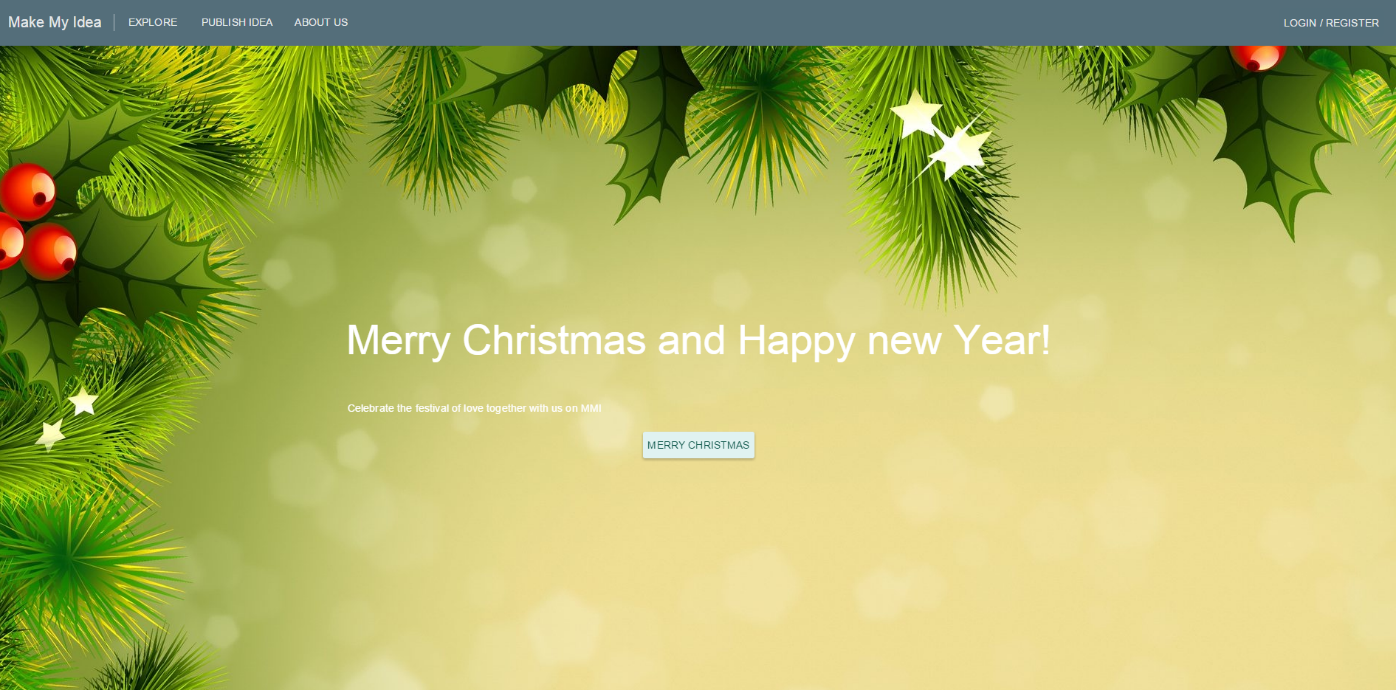 Make My Idea EXPLORE PUBLISH IDEA ABOUT US LOGIN / REGISTER
Merry Christmas and Happy new Year!
Celebrate the festival of love together with us on MMI
MERRY CHRISTMAS